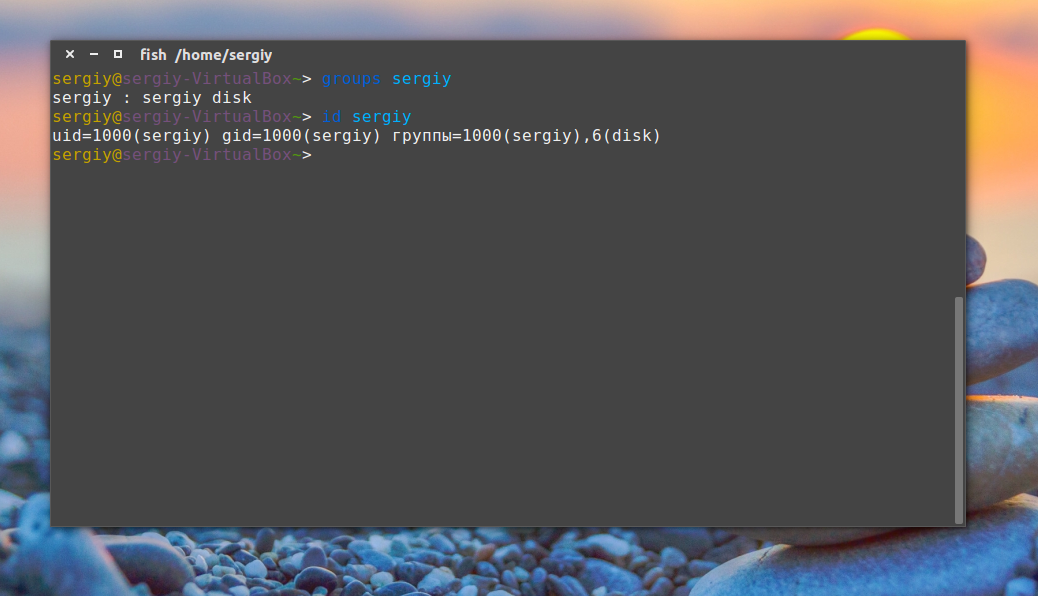 fish /home/sergiy
sergiy@sergiy-VirtualBox~> groups sergiy
sergiy : sergiy disk
sergiy@sergiy-VirtualBox~> id sergiy
uid=1000(sergiy) gid=1000(sergiy) группы=1000(sergiy),6(disk)
sergiy@sergiy-VirtualBox~>